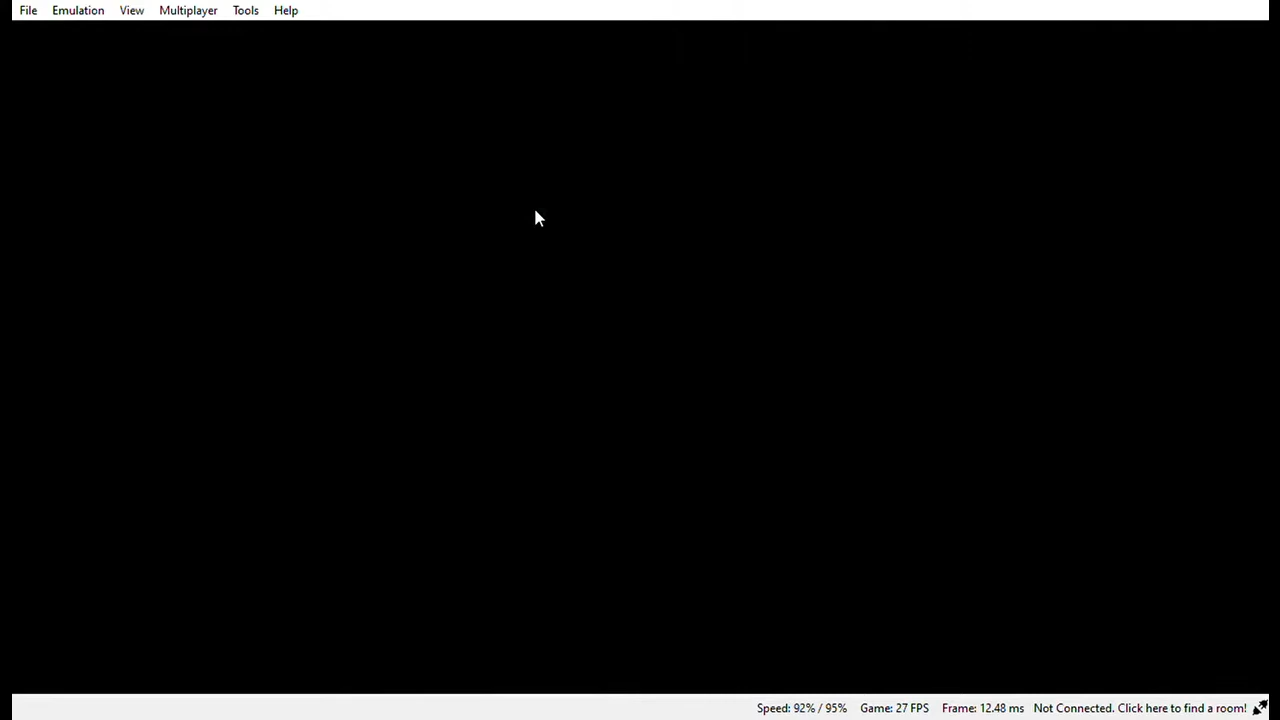 File Emulation View Multiplayer Tools Help
Speed: 92% / 95% Game: 27 FPS Frame: 12.48 ms Not Connected. Click here to find a room!